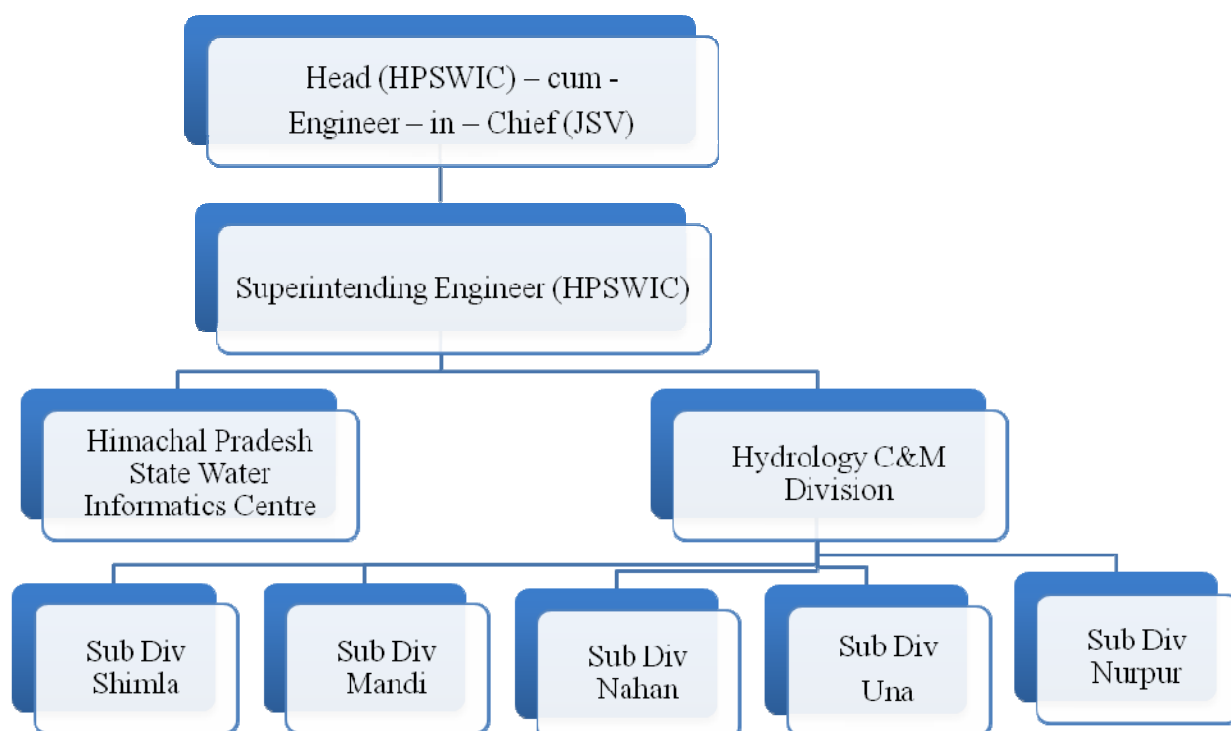 Head (HPSWIC) – cum -
Engineer – in – Chief (JSV)
Superintending Engineer (HPSWIC)
Himachal Pradesh
State Water
Informatics Centre
Hydrology C&M
Division
Sub Div
Shimla
Sub Div
Mandi
Sub Div
Nahan
Sub Div
Una
Sub Div
Nurpur